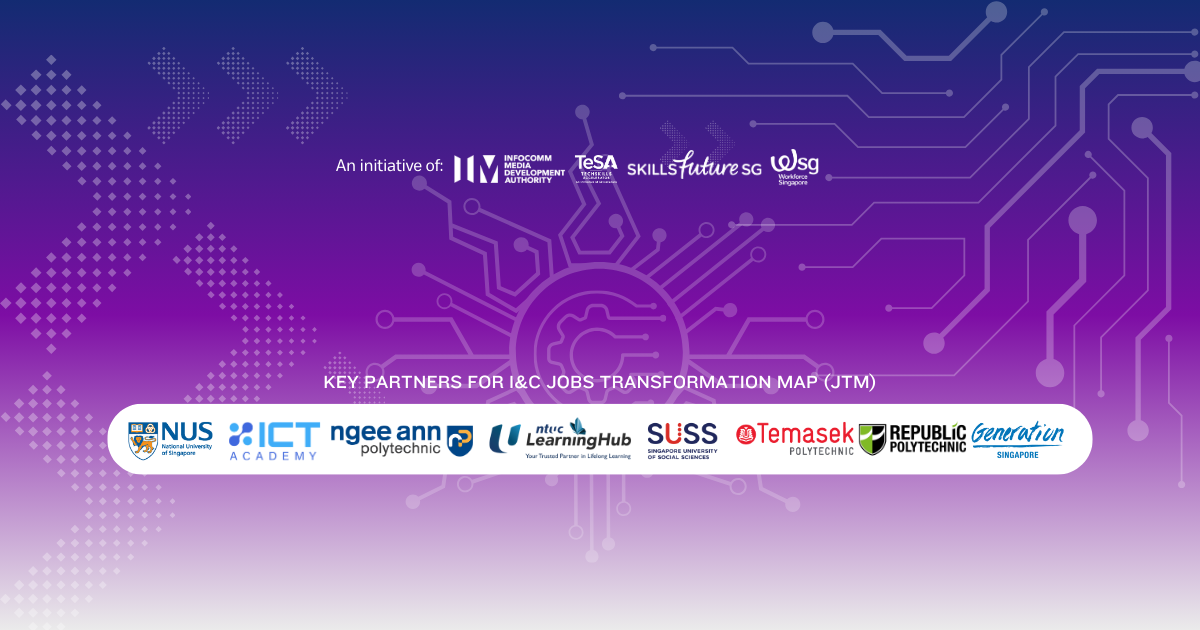 An initiative of:
INFOCOMM
MEDIA
DEVELOPMENT
AUTHORITY
TeSA
TECHSKILLS
ACCELERATOR
SKILLSfuture SG
wsg
Workforce
Singapore
KEY PARTNERS FOR I&C JOBS TRANSFORMATION MAP (JTM)
NUS
National University
of Singapore
ICT
ACADEMY
ngee ann
polytechnic
ntuc
LearningHub
Your Trusted Partner in Lifelong Learning
SUSS
SINGAPORE UNIVERSITY
OF SOCIAL SCIENCES
Temasek
POLYTECHNIC
REPUBLIC
POLYTECHNIC
Generation
SINGAPORE